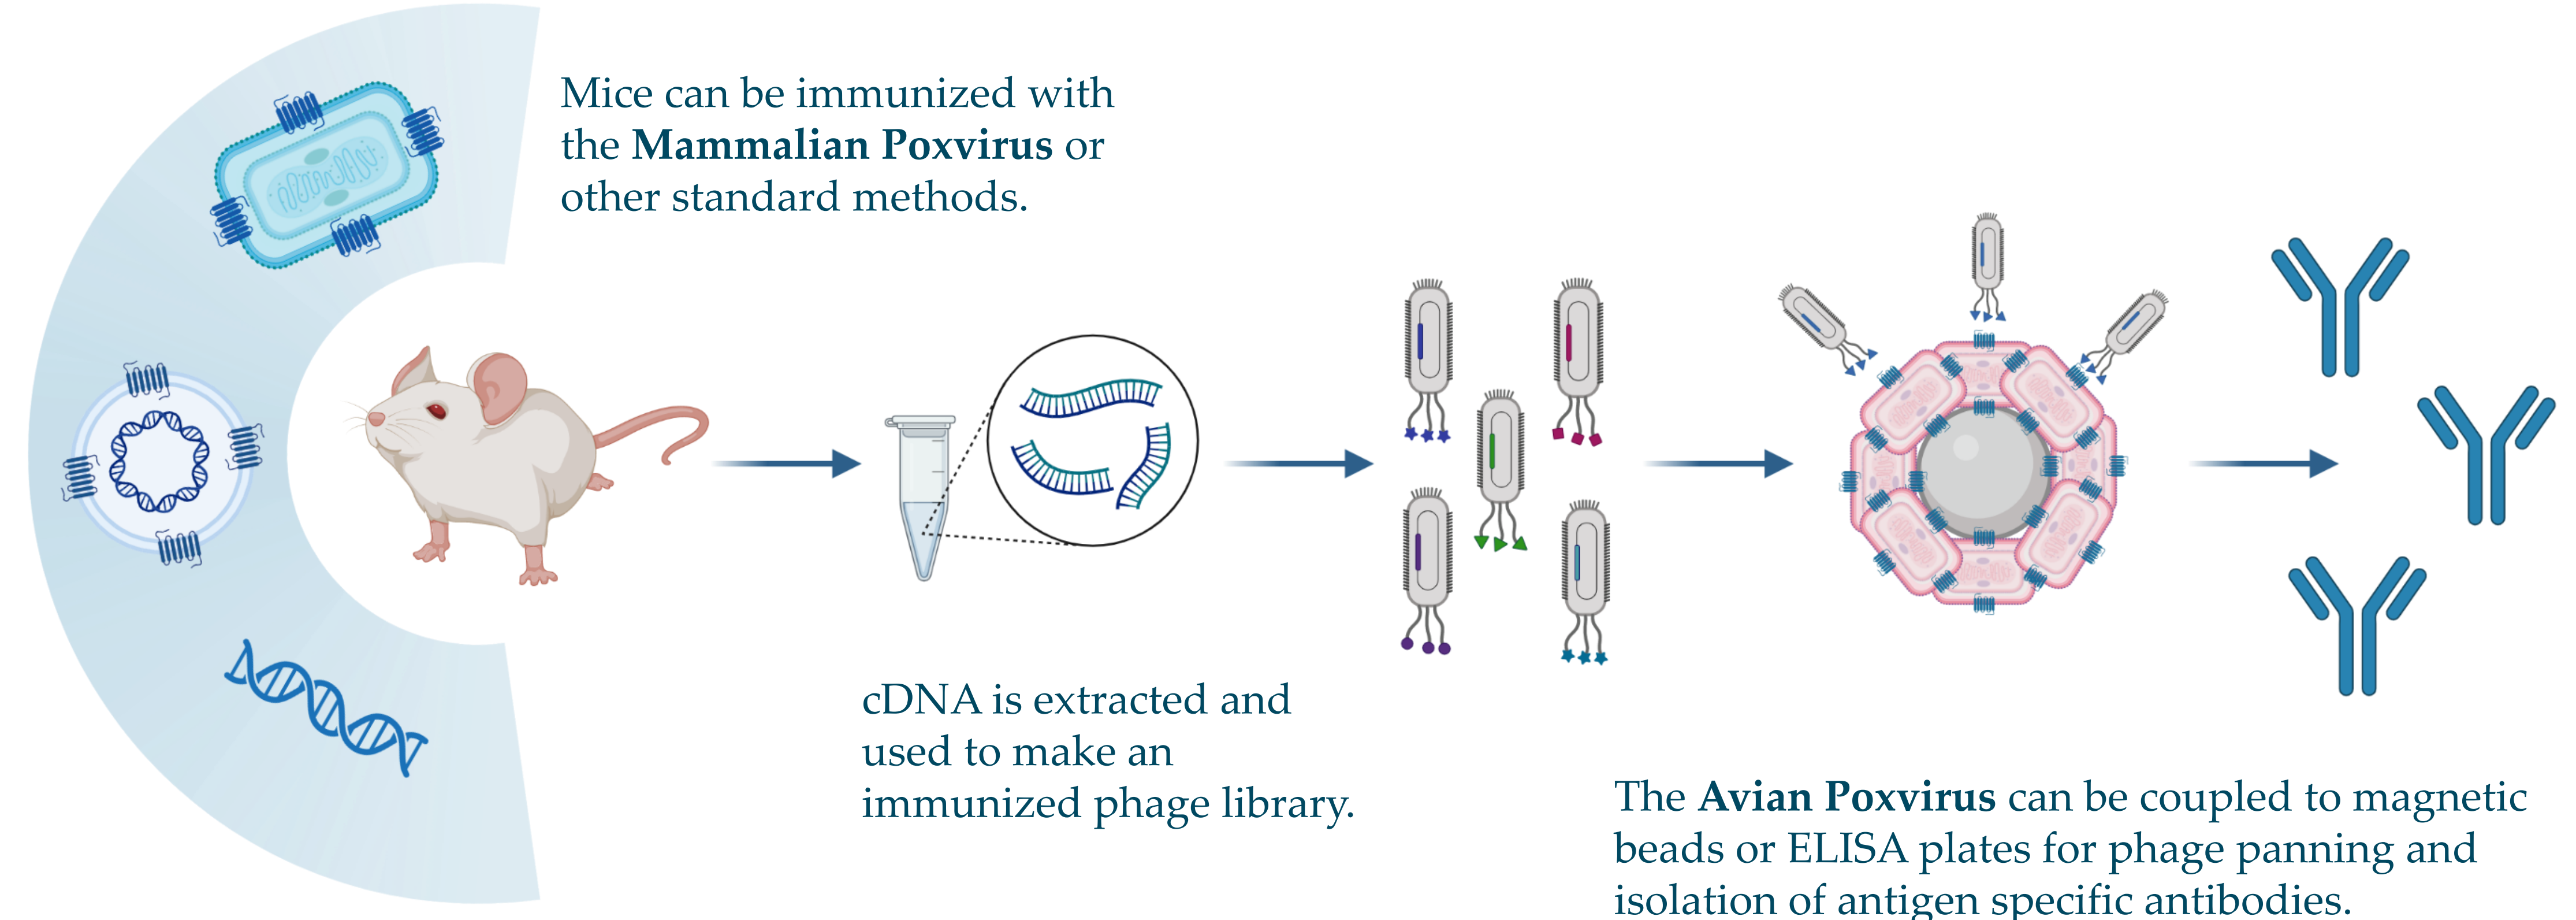 Mice can be immunized with
the Mammalian Poxvirus or
other standard methods.
cDNA is extracted and
used to make an
immunized phage library.
The Avian Poxvirus can be coupled to magnetic
beads or ELISA plates for phage panning and
isolation of antigen specific antibodies.